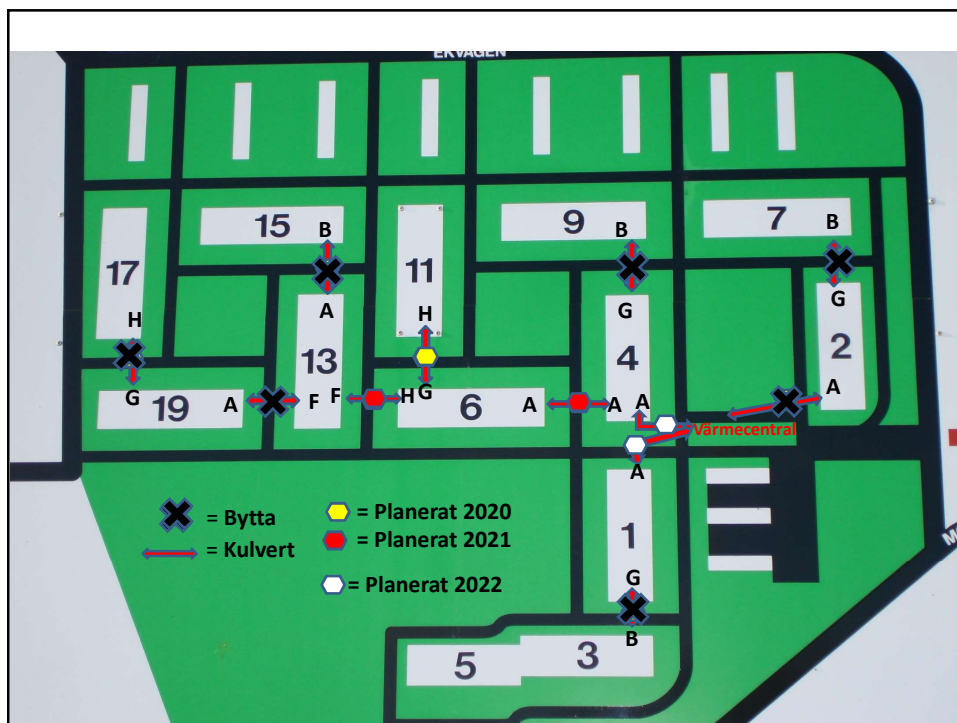 EKVÄGEN
15 B
9 B
7 B
17
11
H
A
H
G
G
13
4
2
G
19
A
F
F
H
G
6
A
A
A
A
Värmecentral
A
= Bytta
= Kulvert
= Planerat 2020
= Planerat 2021
= Planerat 2022
1
G
B
5
3